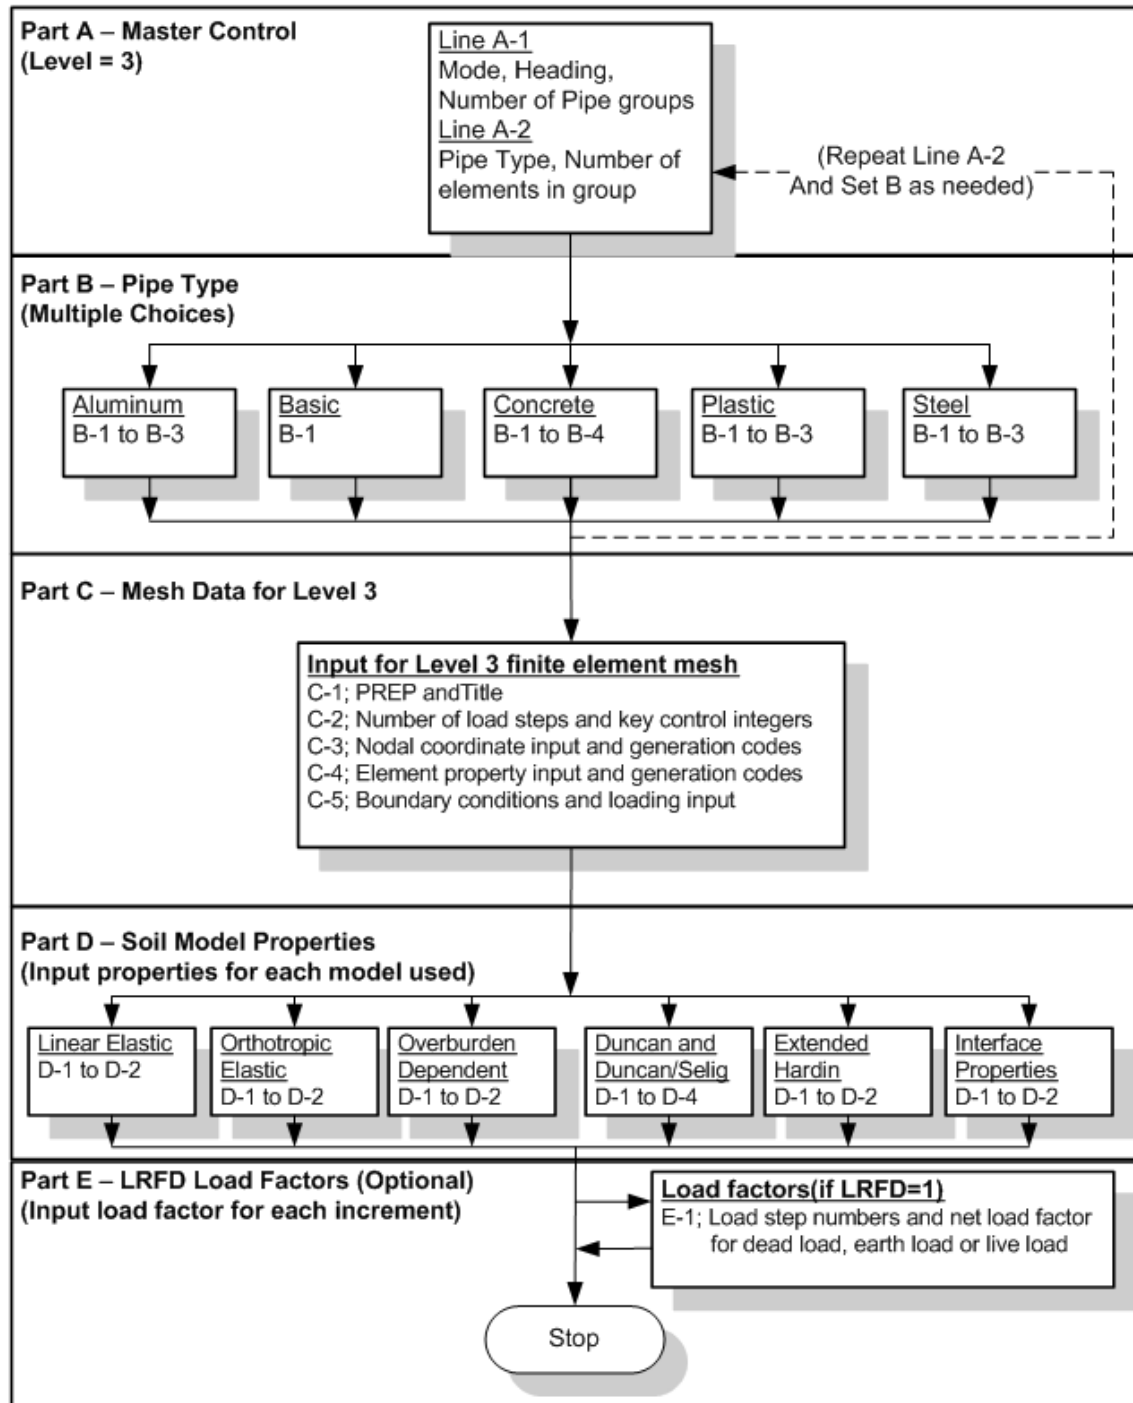 Part A – Master Control
(Level = 3)
Line A-1
Mode, Heading,
Number of Pipe groups
Line A-2
Pipe Type, Number of
elements in group
(Repeat Line A-2
And Set B as needed)
Part B – Pipe Type
(Multiple Choices)
Aluminum
B-1 to B-3
Basic
B-1
Concrete
B-1 to B-4
Plastic
B-1 to B-3
Steel
B-1 to B-3
Part C – Mesh Data for Level 3
Input for Level 3 finite element mesh
C-1; PREP andTitle
C-2; Number of load steps and key control integers
C-3; Nodal coordinate input and generation codes
C-4; Element property input and generation codes
C-5; Boundary conditions and loading input
Part D – Soil Model Properties
(Input properties for each model used)
Linear Elastic
D-1 to D-2
Orthotropic
Elastic
D-1 to D-2
Overburden
Dependent
D-1 to D-2
Duncan and
Duncan/Selig
D-1 to D-4
Extended
Hardin
D-1 to D-2
Interface
Properties
D-1 to D-2
Part E – LRFD Load Factors (Optional)
(Input load factor for each increment)
Load factors(if LRFD=1)
E-1; Load step numbers and net load factor
for dead load, earth load or live load
Stop